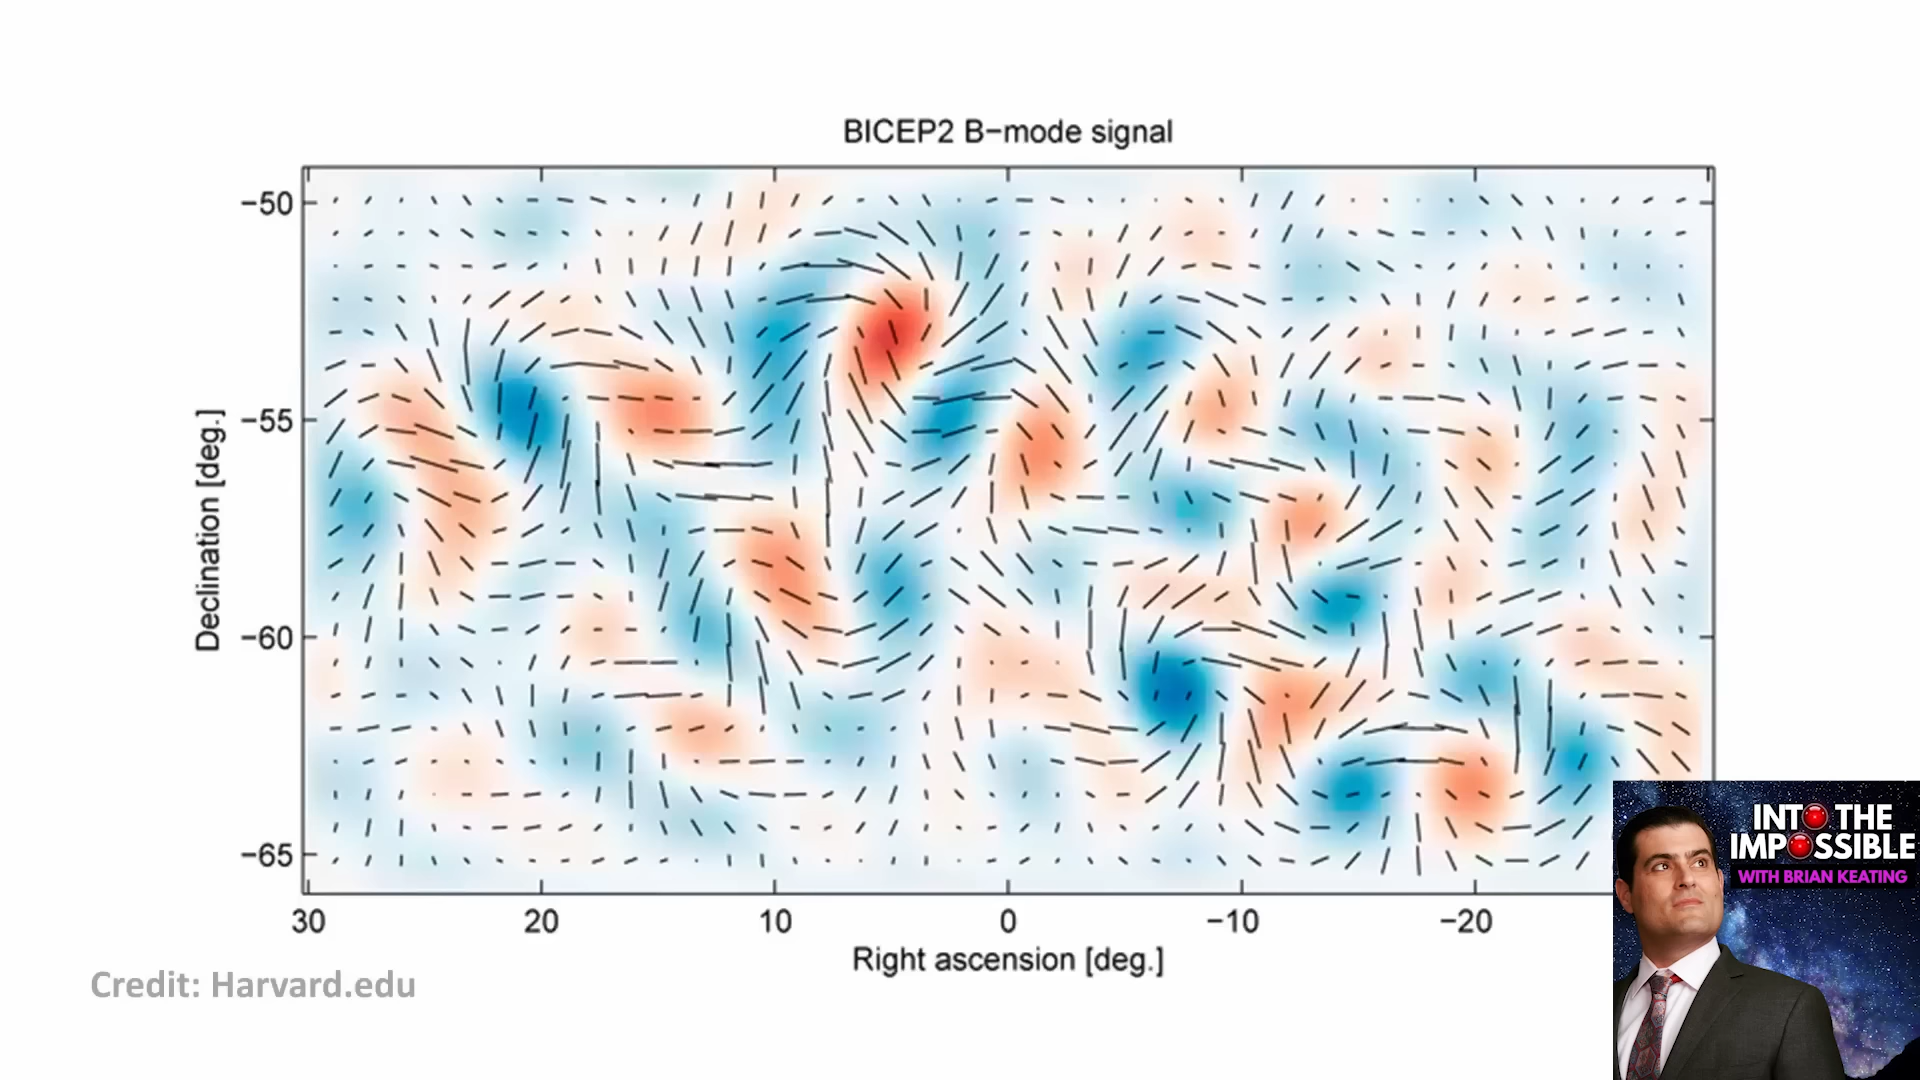 BICEP2 B−mode signal
−50
−55
−60
−65
Declination [deg.]
30 20 10 0 −10 −20
Right ascension [deg.]
Credit: Harvard.edu
INTO THE
IMPOSSIBLE
WITH BRIAN KEATING